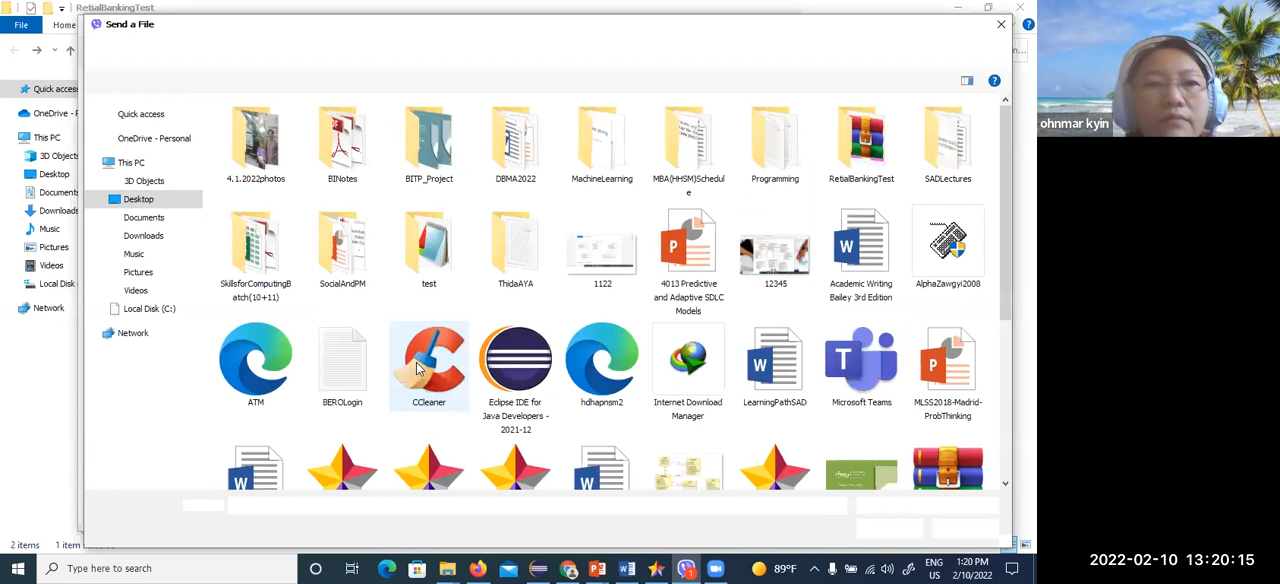 RetialBankingTest
File
Home
Send a File
Quick access
OneDrive - P
This PC
3D Objects
Desktop
Documents
Downloads
Music
Pictures
Videos
Local Disk
Network
Quick access
OneDrive - Personal
This PC
3D Objects
Desktop
Documents
Downloads
Music
Pictures
Videos
Local Disk (C:)
Network
4.1.2022photos
BINotes
BITP_Project
DBMA2022
MachineLearning
MBA(HHSM)Schedul
e
Programming
RetialBankingTest
SADLectures
SkillsforComputingB
atch(10+11)
SocialAndPM
test
ThidaAYA
1122
4013 Predictive
and Adaptive SDLC
Models
12345
Academic Writing
Bailey 3rd Edition
AlphaZawgyi2008
ATM
BEROLogin
CCleaner
Eclipse IDE for
Java Developers -
2021-12
hdhapnsm2
Internet Download
Manager
LearningPathSAD
Microsoft Teams
MLSS2018-Madrid-
ProbThinking
2 items
1 item
Type here to search
89°F
ENG
US
1:20 PM
2/10/2022
ohnmar kyin
2022-02-10 13:20:15